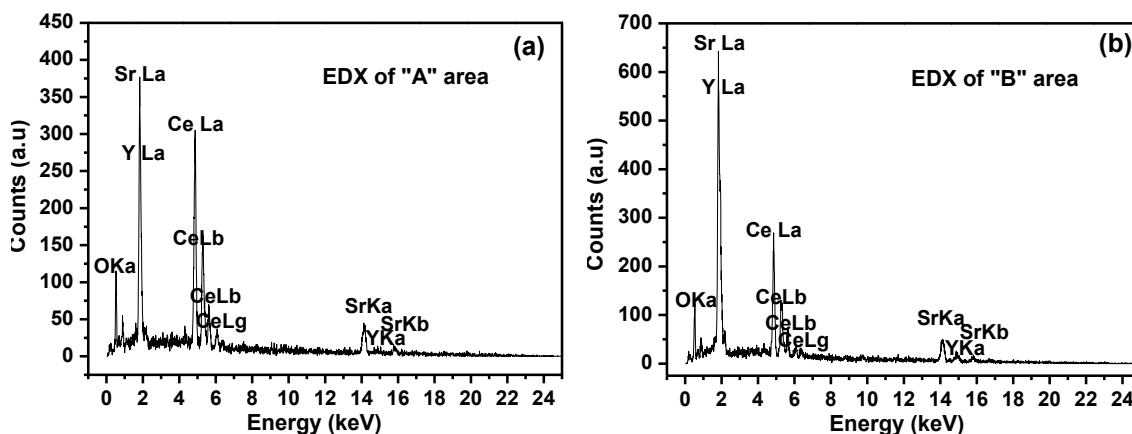 (a)
EDX of "A" area
Sr La
Y La
Ce La
CeLb
OKa
CeLb
CeLg
SrKa
SrKb
YKa
450
400
350
300
250
200
150
100
50
0
Counts (a.u)
0 2 4 6 8 10 12 14 16 18 20 22 24
Energy (keV)
(b)
EDX of "B" area
Sr La
Y La
Ce La
OKa
CeLb
CeLb
CeLg
SrKa
SrKb
YKa
700
600
500
400
300
200
100
0
Counts (a.u)
0 2 4 6 8 10 12 14 16 18 20 22 24
Energy (keV)